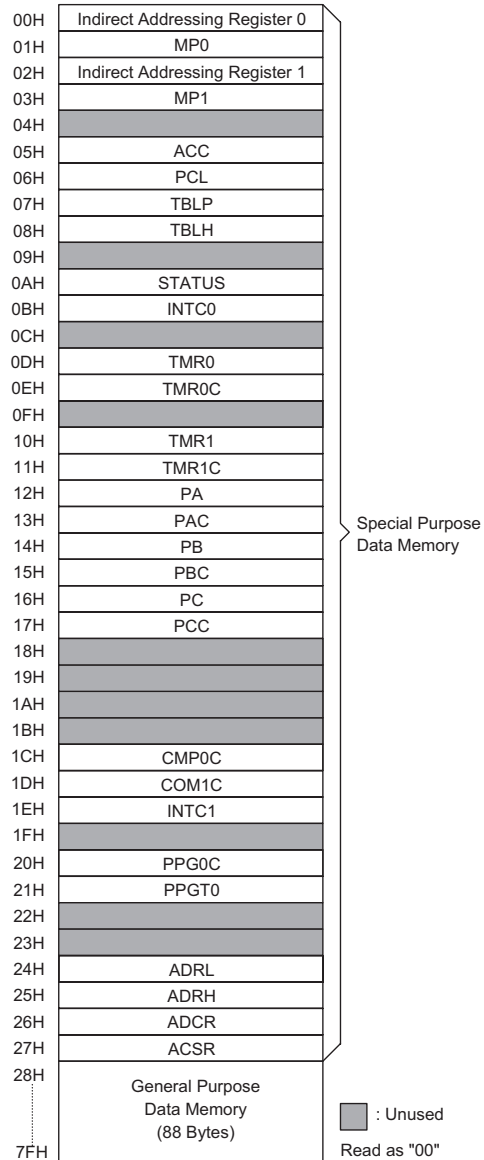 00H Indirect Addressing Register 0
01H MP0
02H Indirect Addressing Register 1
03H MP1
04H
05H ACC
06H PCL
07H TBLP
08H TBLH
09H
0AH STATUS
0BH INTC0
0CH
0DH TMR0
0EH TMR0C
0FH
10H TMR1
11H TMR1C
12H PA
13H PAC
14H PB
15H PBC
16H PC
17H PCC
18H
19H
1AH
1BH
1CH CMP0C
1DH COM1C
1EH INTC1
1FH
20H PPG0C
21H PPGT0
22H
23H
24H ADRL
25H ADRH
26H ADCR
27H ACSR
28H
7FH
General Purpose
Data Memory
(88 Bytes)
Special Purpose
Data Memory
: Unused
Read as "00"